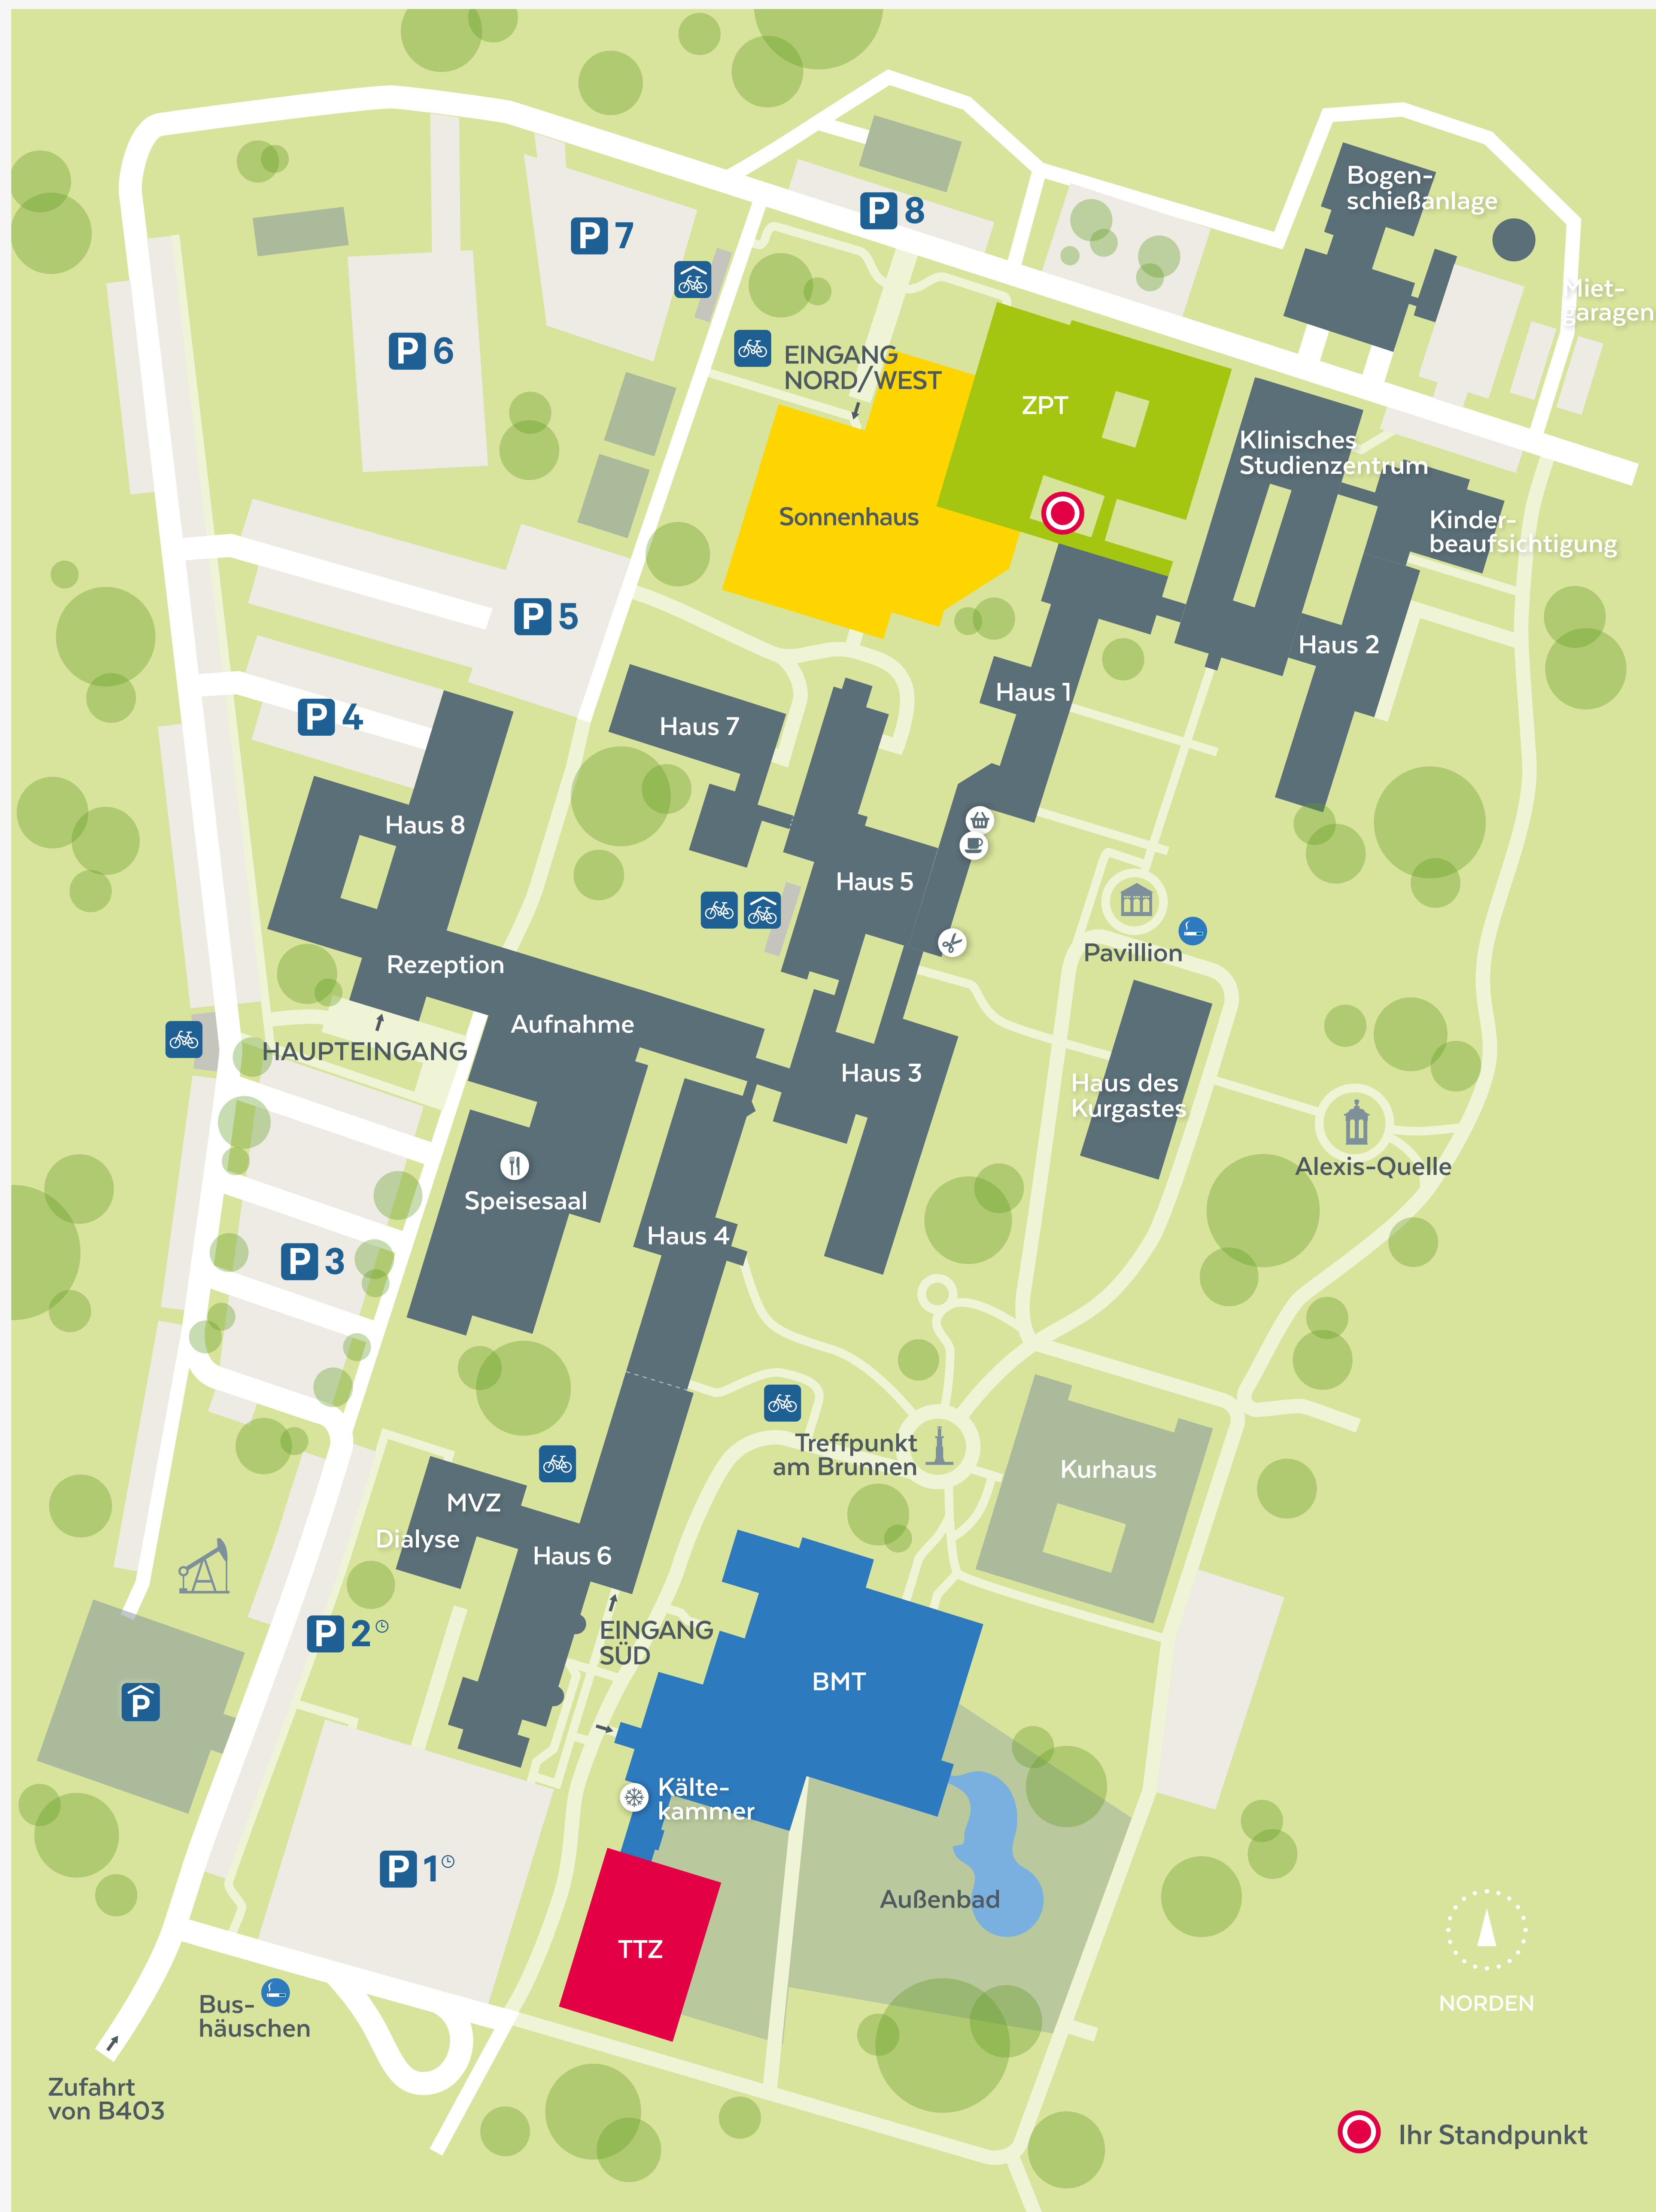 Bogen-
schießanlage
P 8
P 7
Miet-
garagen
P 6
EINGANG
NORD/WEST
ZPT
Klinisches
Studienzentrum
Sonnenhaus
Kinder-
beaufsichtigung
P 5
Haus 2
Haus 1
P 4
Haus 7
Haus 8
Haus 5
Pavillion
Rezeption
Aufnahme
HAUPTEINGANG
Haus 3
Haus des
Kurgastes
Alexis-Quelle
Speisesaal
Haus 4
P 3
Treffpunkt
am Brunnen
Kurhaus
MVZ
Dialyse
Haus 6
P 2
EINGANG
SÜD
BMT
P
Kälte-
kammer
P 1
Außenbad
TTZ
Bus-
häuschen
NORDEN
Zufahrt
von B403
Ihr Standpunkt